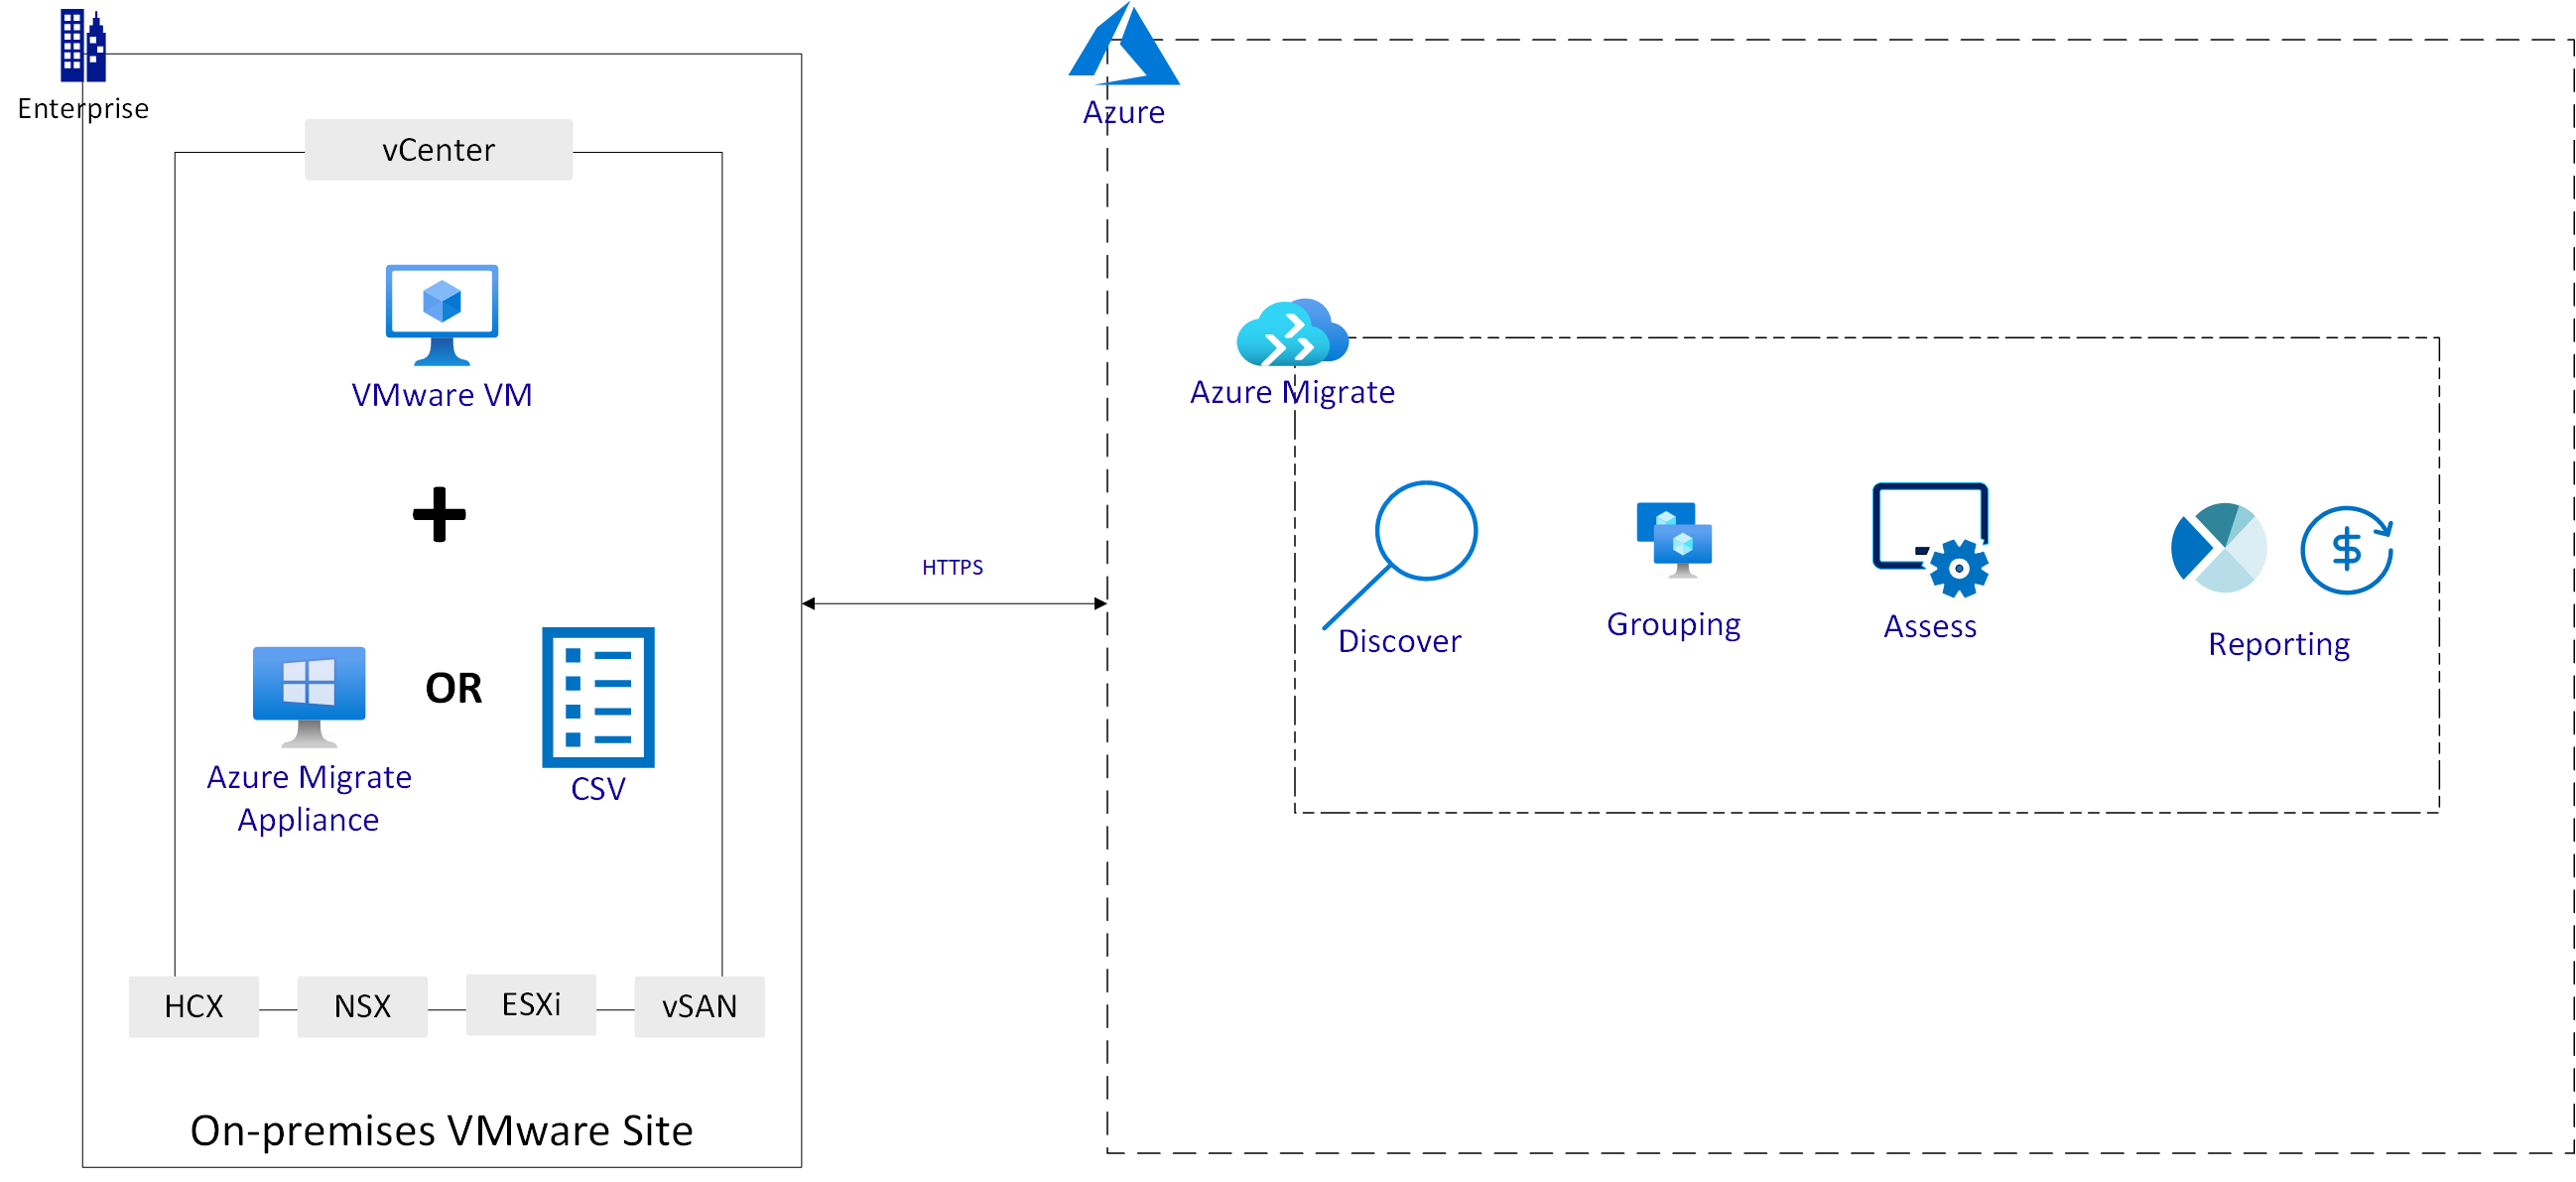 Enterprise
vCenter
VMware VM
OR
Azure Migrate
Appliance
CSV
HCX
NSX
ESXi
vSAN
On-premises VMware Site
HTTPS
Azure
Azure Migrate
Discover
Grouping
Assess
Reporting